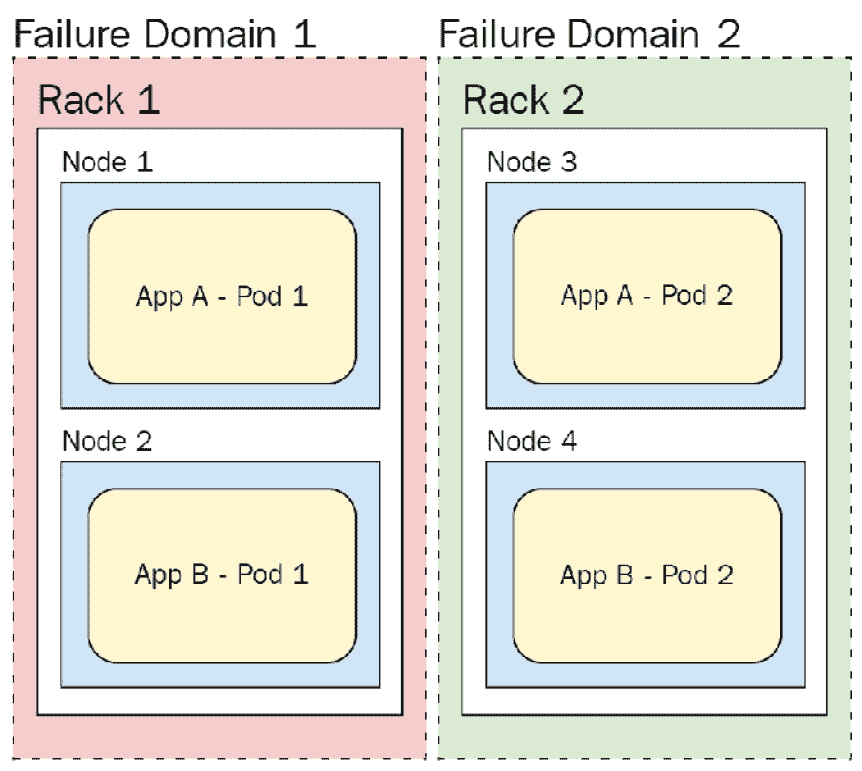 Failure Domain 1
Rack 1
Node 1
App A - Pod 1
Node 2
App B - Pod 1
Failure Domain 2
Rack 2
Node 3
App A - Pod 2
Node 4
App B - Pod 2